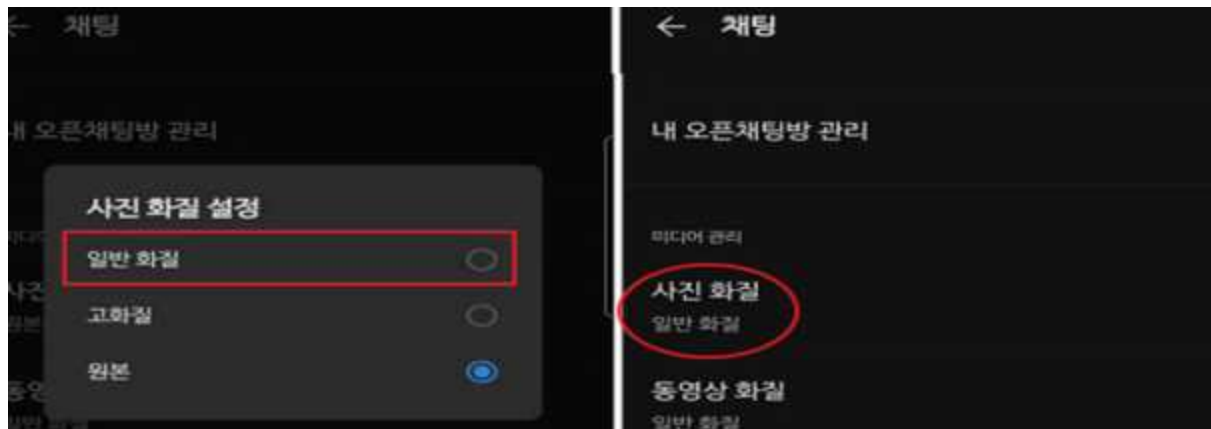 채팅
내 오픈채팅방 관리
사진 화질 설정
일반 화질
고화질
원본
채팅
내 오픈채팅방 관리
미디어 관리
사진 화질
일반 화질
동영상 화질
일반 화질